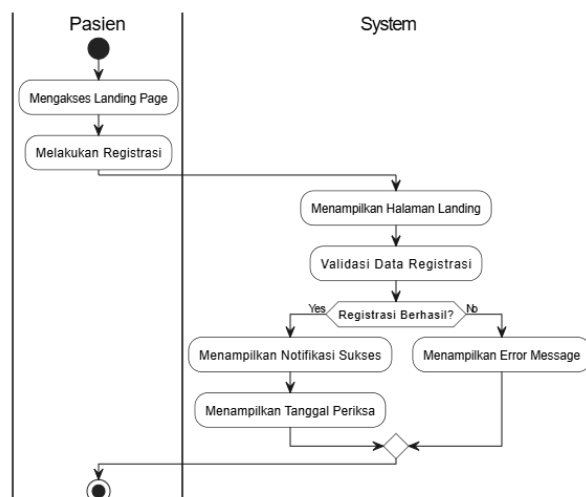 Pasien
System
Mengakses Landing Page
Melakukan Registrasi
Menampilkan Halaman Landing
Validasi Data Registrasi
Yes
Registrasi Berhasil?
No
Menampilkan Notifikasi Sukses
Menampilkan Error Message
Menampilkan Tanggal Periksa